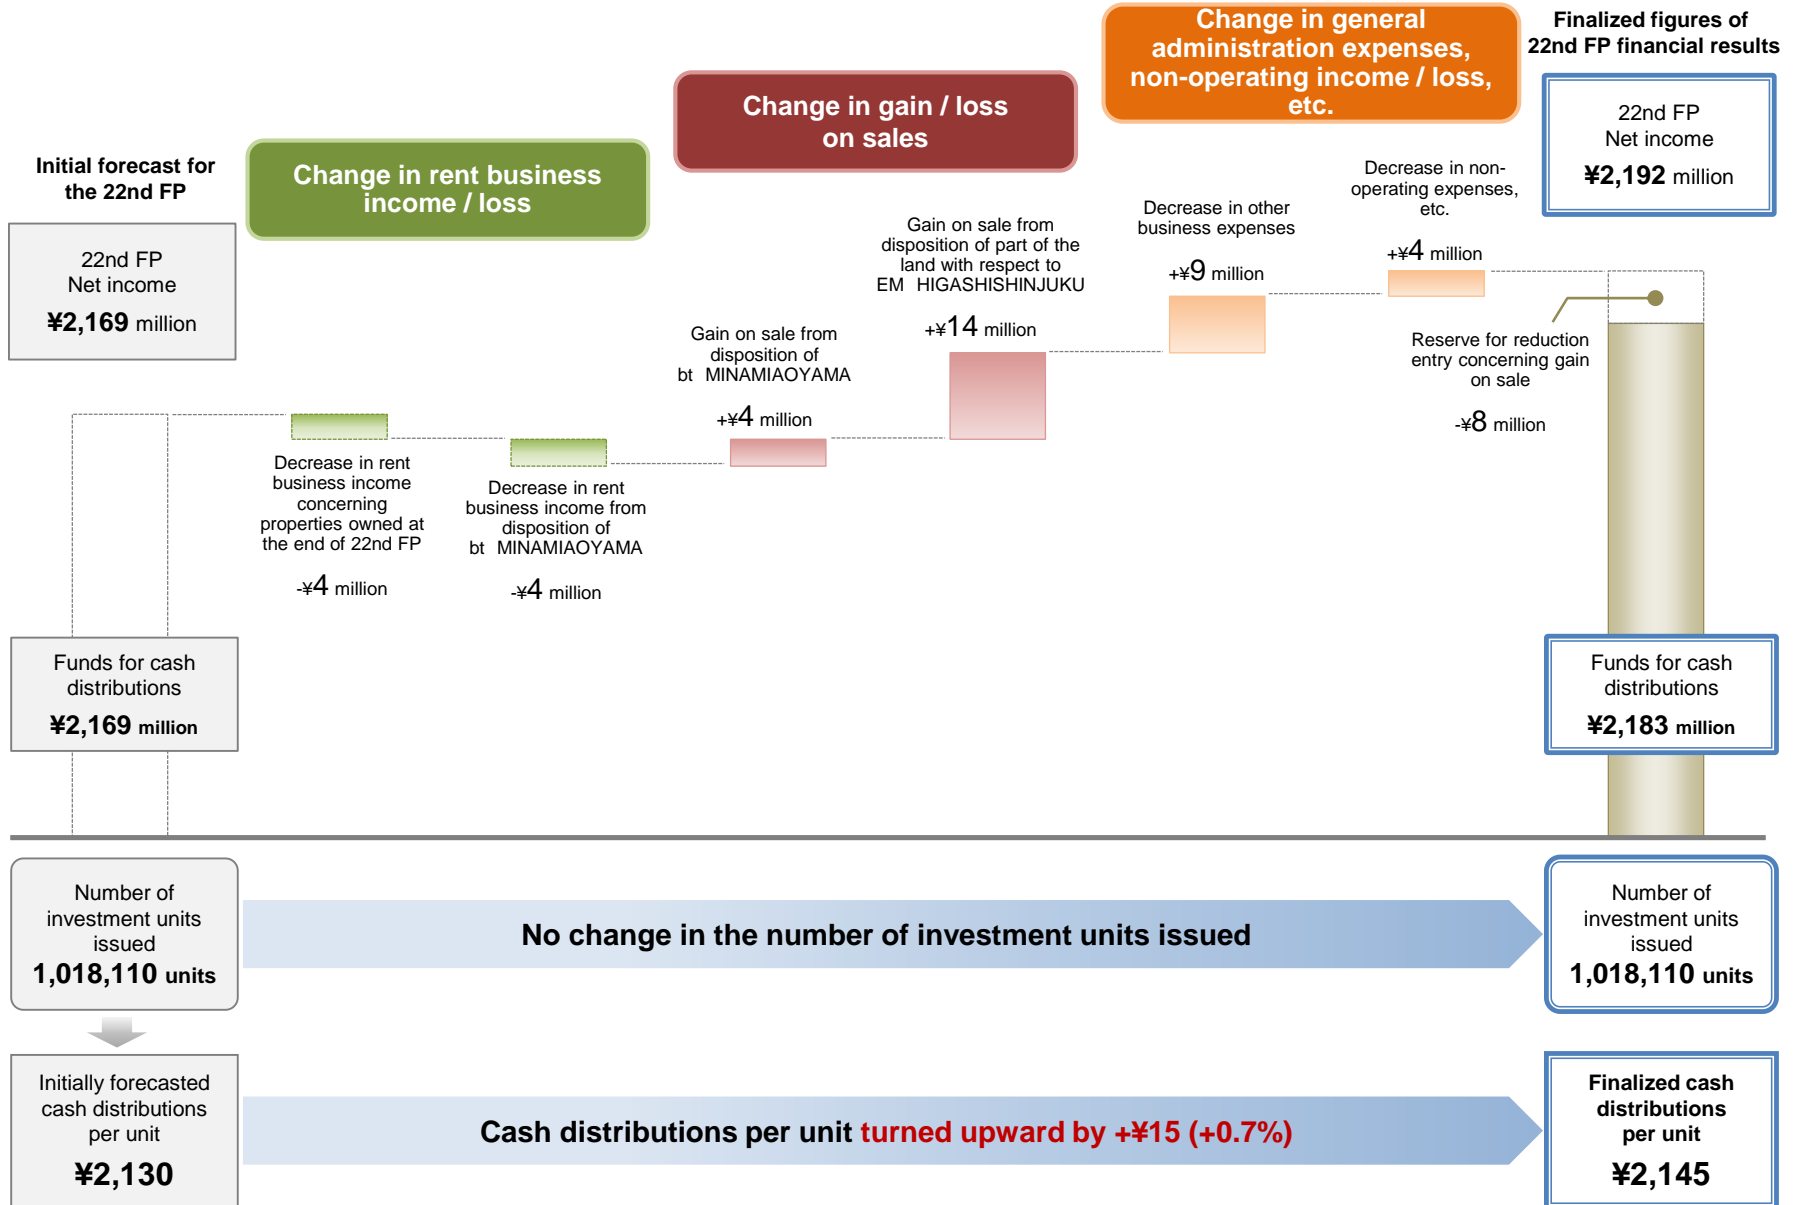 Initial forecast for
the 22nd FP
22nd FP
Net income
¥2,169 million
Change in rent business
income / loss
Change in gain / loss
on sales
Change in general
administration expenses,
non-operating income / loss,
etc.
Finalized figures of
22nd FP financial results
22nd FP
Net income
¥2,192 million
Decrease in rent
business income
concerning
properties owned at
the end of 22nd FP
-¥4 million
Decrease in rent
business income from
disposition of
bt MINAMIAOYAMA
-¥4 million
Gain on sale from
disposition of
bt MINAMIAOYAMA
+¥4 million
Gain on sale from
disposition of part of the
land with respect to
EM HIGASHISHINJUKU
+¥14 million
Decrease in other
business expenses
+¥9 million
Decrease in non-
operating expenses,
etc.
+¥4 million
Reserve for reduction
entry concerning gain
on sale
-¥8 million
Funds for cash
distributions
¥2,169 million
Funds for cash
distributions
¥2,183 million
Number of
investment units
issued
1,018,110 units
No change in the number of investment units issued
Number of
investment units
issued
1,018,110 units
Initially forecasted
cash distributions
per unit
¥2,130
Cash distributions per unit turned upward by +¥15 (+0.7%)
Finalized cash
distributions
per unit
¥2,145